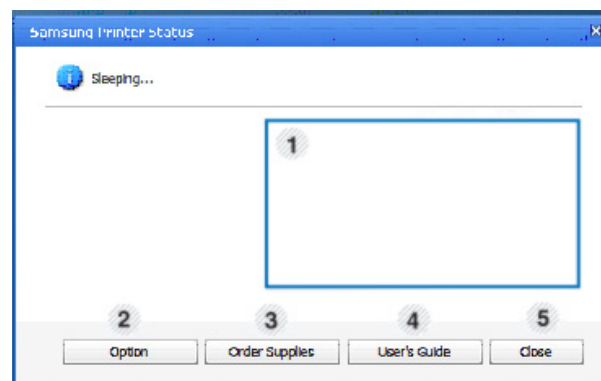 Samsung Printer Status
Sleeping...
1
2 3 4 5
Option Order Supplies User's Guide Close